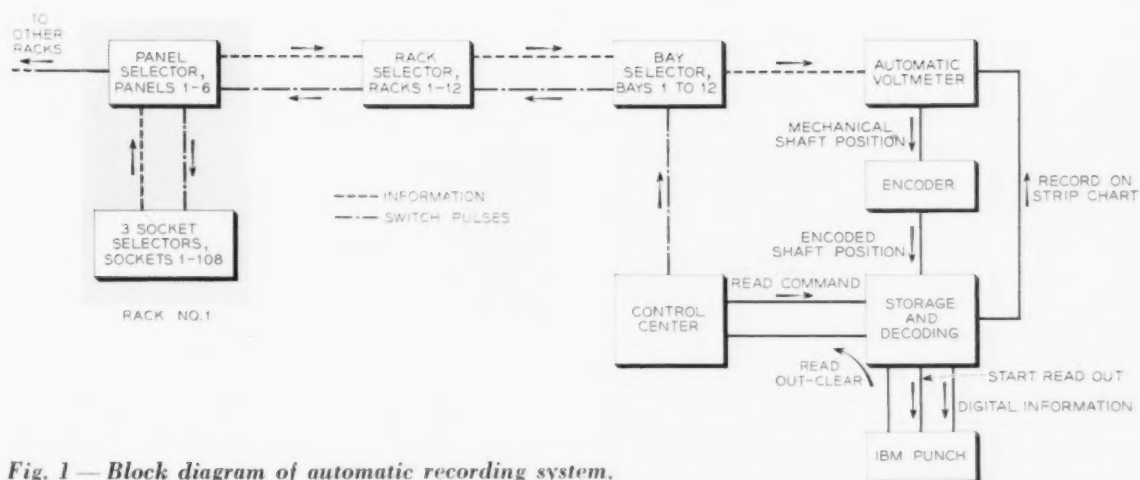 TO
OTHER
RACKS
PANEL
SELECTOR,
PANELS 1-6
RACK
SELECTOR,
RACKS 1-12
BAY
SELECTOR,
BAYS 1 TO 12
AUTOMATIC
VOLTMETER
MECHANICAL
SHAFT POSITION
ENCODER
RECORD ON
STRIP CHART
INFORMATION
SWITCH PULSES
3 SOCKET
SELECTORS,
SOCKETS 1-108
RACK NO.1
ENCODED
SHAFT POSITION
READ COMMAND
CONTROL
CENTER
STORAGE
AND
DECODING
READ
OUT-CLEAR
START READ OUT
DIGITAL INFORMATION
IBM PUNCH
Fig. 1 — Block diagram of automatic recording system.